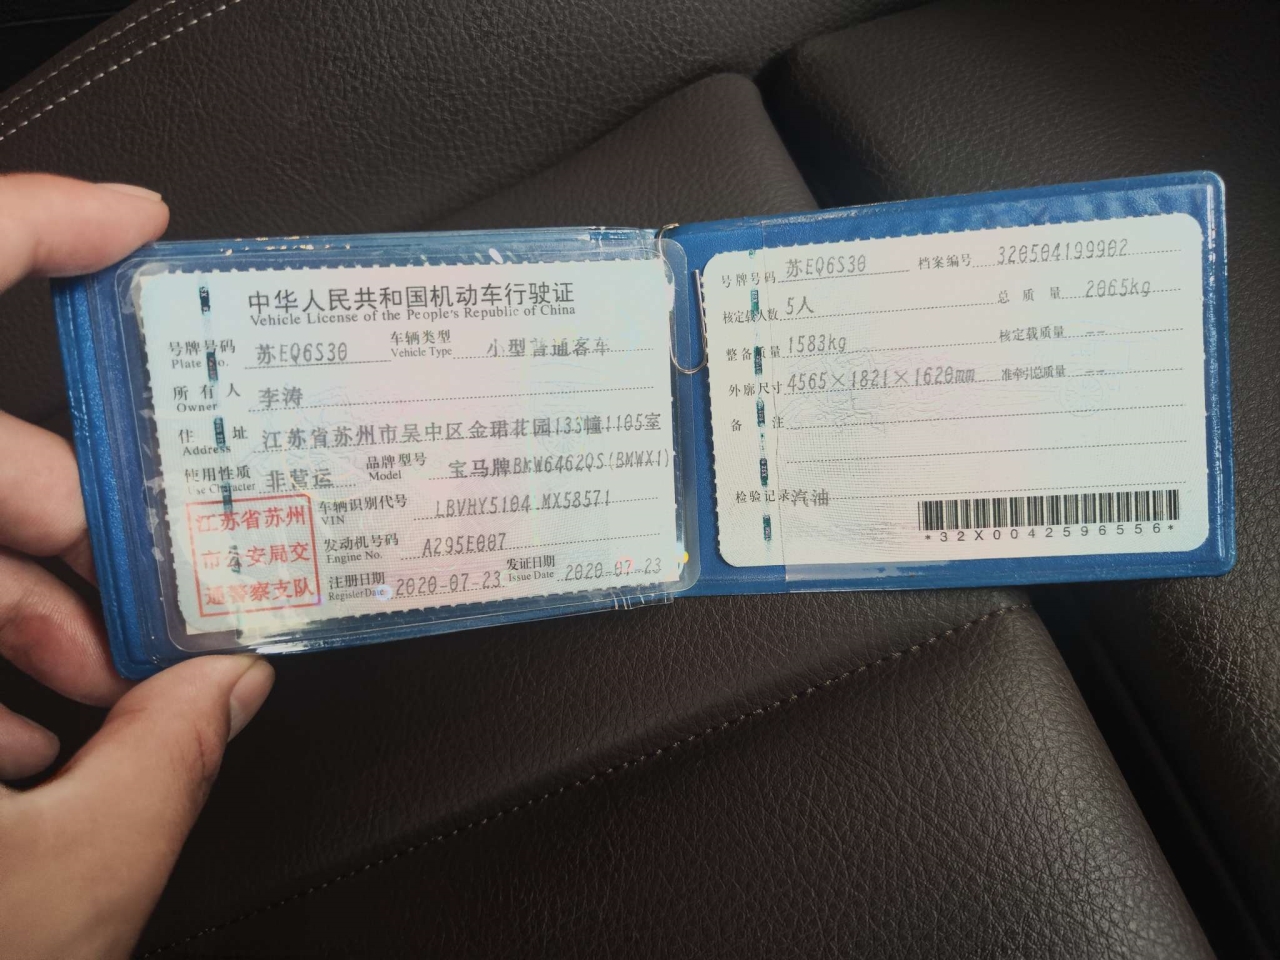 中华人民共和国机动车行驶证
Vehicle License of the People's Republic of China
号牌号码 苏EQ6S30 车辆类型 小型普通客车
Plate No. Vehicle Type
所有人 李涛
Owner
住址 江苏省苏州市吴中区金珺花园133幢1105室
Address
使用性质 非营运 品牌型号 宝马牌BMW6462QS(BMWX1)
Use Character Model
江苏省苏州
市公安局交
通警察支队
车辆识别代号 LBVHY5104 MX58571
VIN
发动机号码 A295E007
Engine No.
注册日期 2020-07-23 发证日期 2020-07-23
Register Date Issue Date
号牌号码 苏EQ6S30 档案编号 320504199902
核定载人数 5人 总质量 2065kg
整备质量 1583kg 核定载质量 --
外廓尺寸 4565×1821×1620mm 准牵引总质量 --
备注
检验记录 汽油
*32X0042596556*